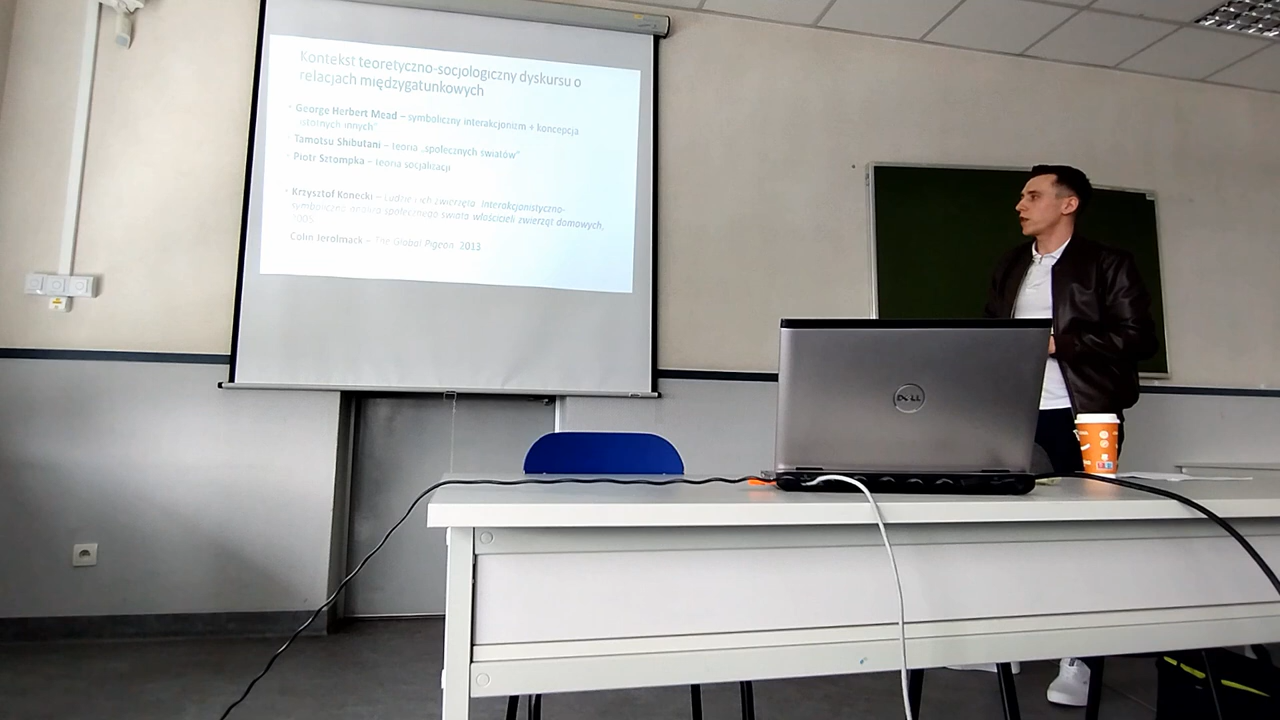 Kontekst teoretyczno-socjologiczny dyskursu o
relacjach międzygatunkowych
• George Herbert Mead – symboliczny interakcjonizm + koncepcja
„istotnych innych"
• Tamotsu Shibutani – teoria „społecznych światów"
• Piotr Sztompka – teoria socjalizacji
• Krzysztof Konecki – Ludzie i ich zwierzęta. Interakcjonistyczno-
symboliczna analiza społecznego świata właścicieli zwierząt domowych,
2005
Colin Jerolmack – The Global Pigeon 2013
DELL